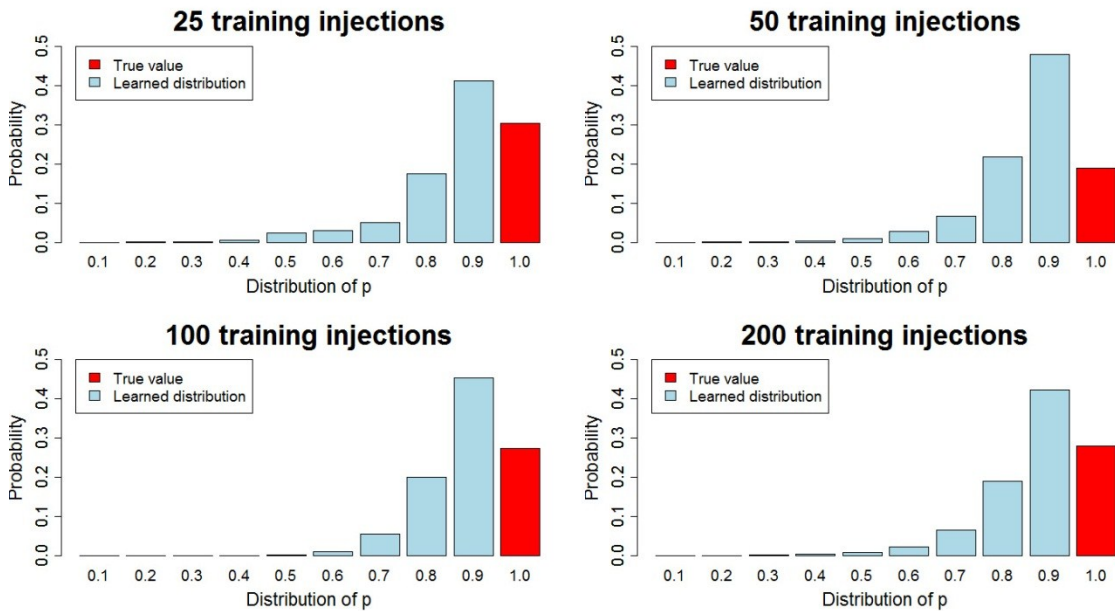 25 training injections
Probability
0.5
0.4
0.3
0.2
0.1
0.0
True value
Learned distribution
0.1 0.2 0.3 0.4 0.5 0.6 0.7 0.8 0.9 1.0
Distribution of p
50 training injections
Probability
0.5
0.4
0.3
0.2
0.1
0.0
True value
Learned distribution
0.1 0.2 0.3 0.4 0.5 0.6 0.7 0.8 0.9 1.0
Distribution of p
100 training injections
Probability
0.5
0.4
0.3
0.2
0.1
0.0
True value
Learned distribution
0.1 0.2 0.3 0.4 0.5 0.6 0.7 0.8 0.9 1.0
Distribution of p
200 training injections
Probability
0.5
0.4
0.3
0.2
0.1
0.0
True value
Learned distribution
0.1 0.2 0.3 0.4 0.5 0.6 0.7 0.8 0.9 1.0
Distribution of p